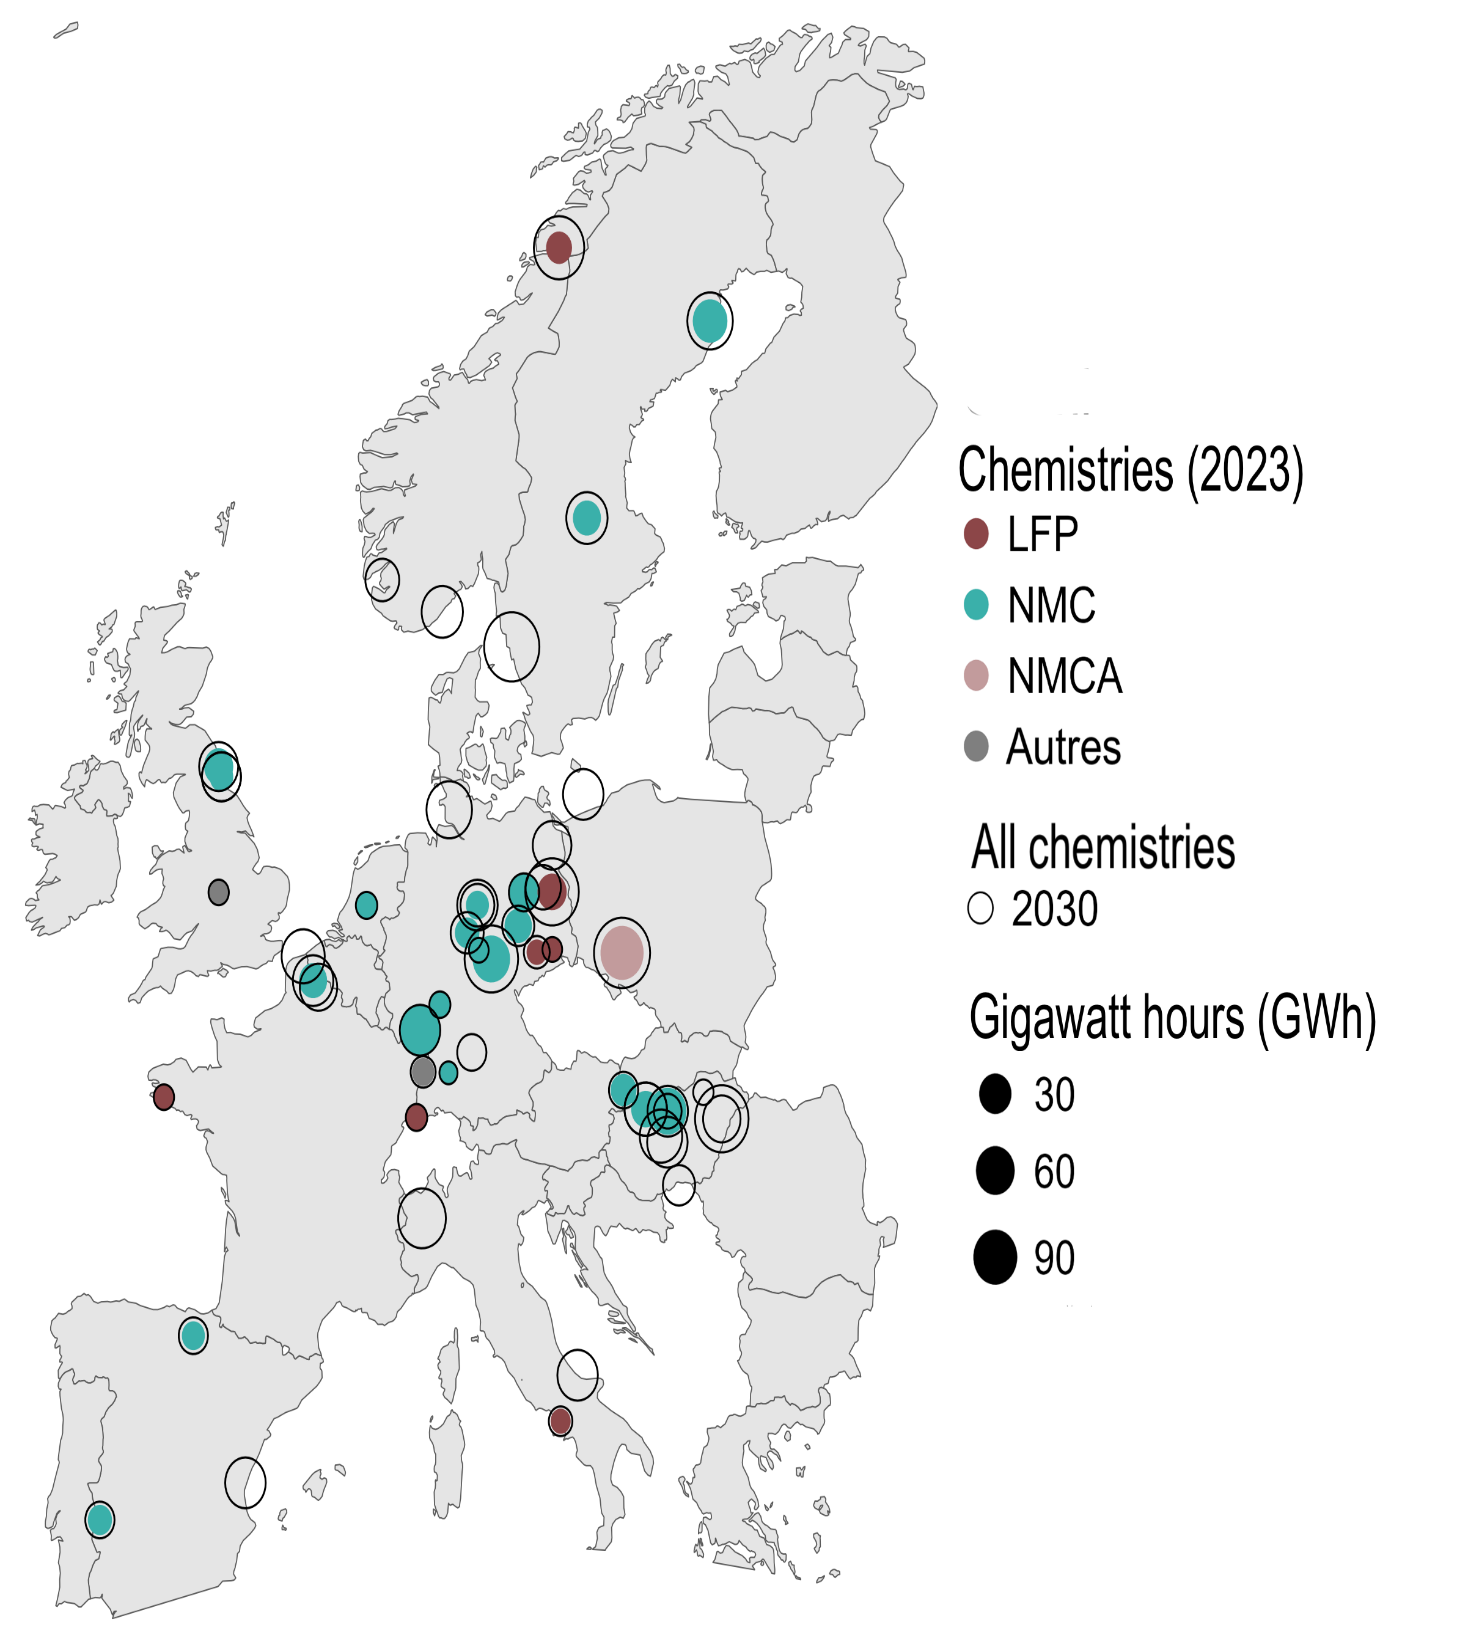 Chemistries (2023)
LFP
NMC
NMCA
Autres
All chemistries
2030
Gigawatt hours (GWh)
30
60
90